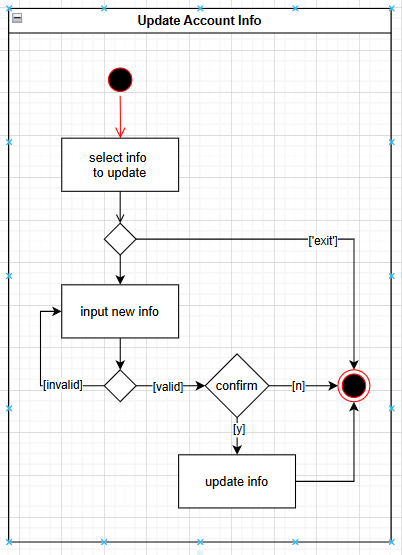 Update Account Info
select info
to update
['exit']
input new info
[invalid]
[valid]
confirm
[n]
[y]
update info